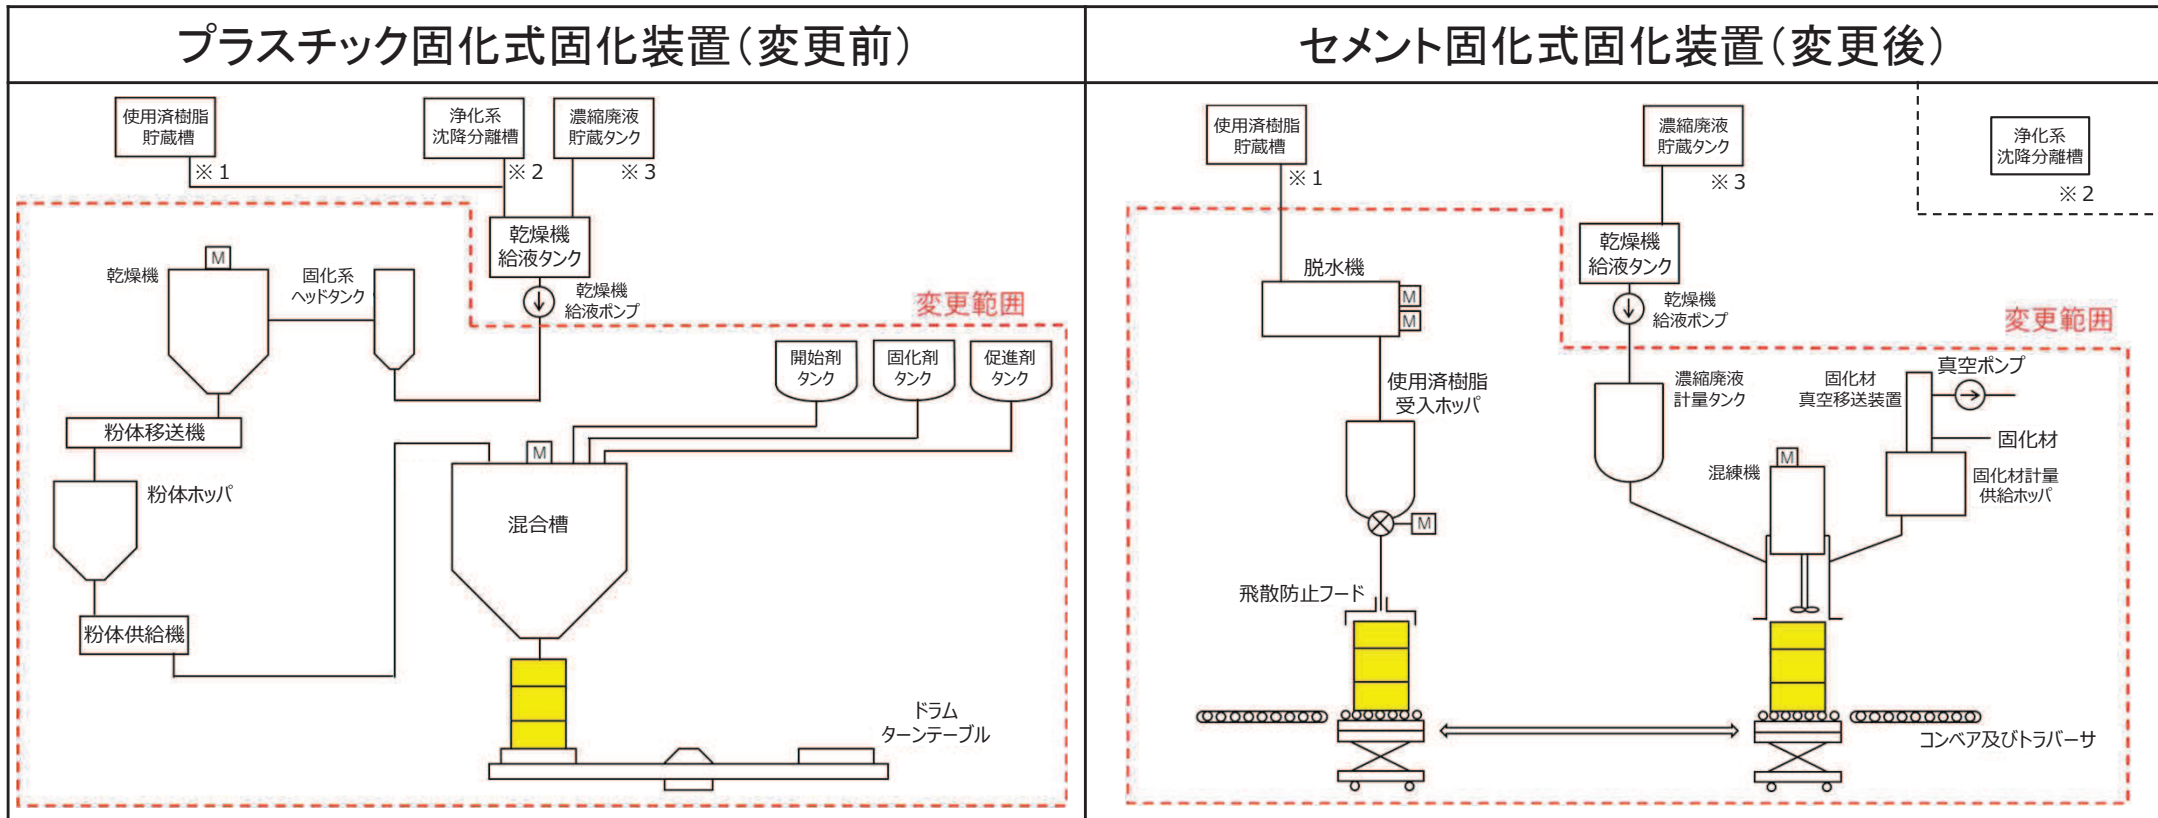 プラスチック固化式固化装置(変更前)
使用済樹脂
貯蔵槽
※1
浄化系
沈降分離槽
※2
濃縮廃液
貯蔵タンク
※3
乾燥機
給液タンク
乾燥機
給液ポンプ
変更範囲
乾燥機
M
固化系
ヘッドタンク
開始剤
タンク
固化剤
タンク
促進剤
タンク
粉体移送機
粉体ホッパ
M
混合槽
粉体供給機
ドラム
ターンテーブル
セメント固化式固化装置(変更後)
使用済樹脂
貯蔵槽
※1
濃縮廃液
貯蔵タンク
※3
浄化系
沈降分離槽
※2
乾燥機
給液タンク
乾燥機
給液ポンプ
変更範囲
脱水機
M
M
使用済樹脂
受入ホッパ
M
飛散防止フード
濃縮廃液
計量タンク
固化材
真空移送装置
真空ポンプ
固化材
混練機
M
固化材計量
供給ホッパ
コンベア及びトラバーサ